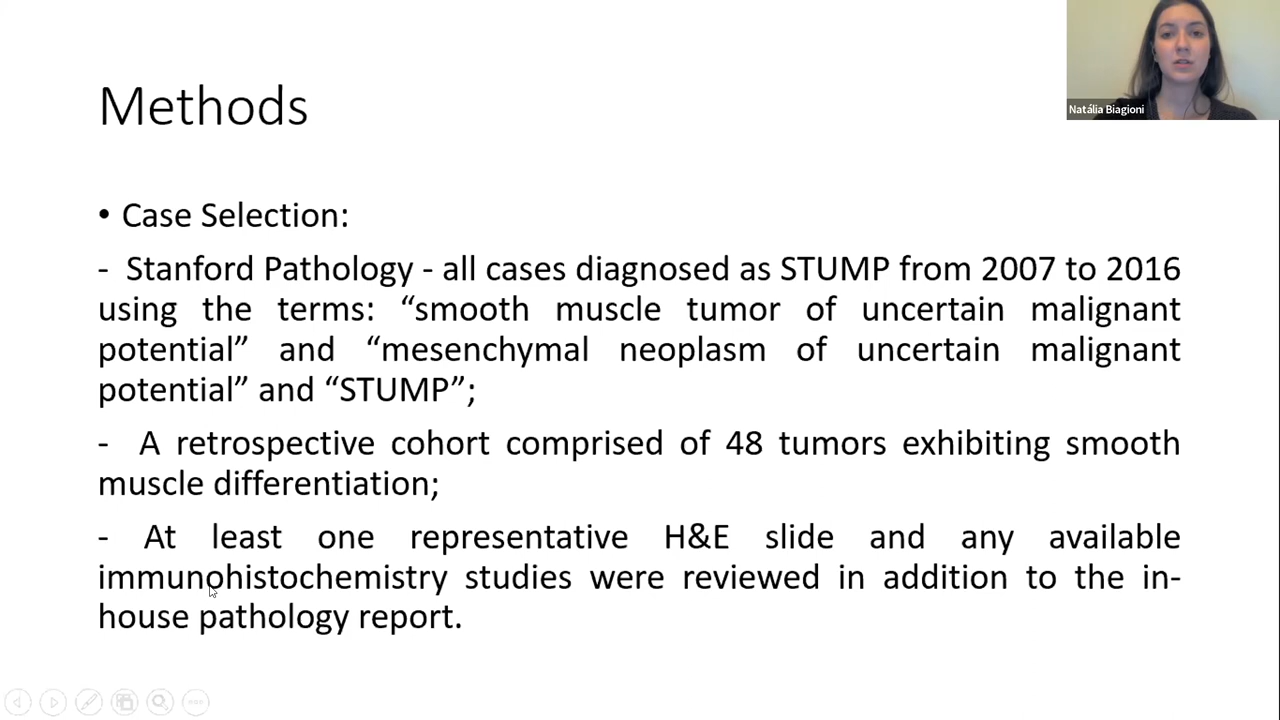 Methods
Natália Biagioni
• Case Selection:
- Stanford Pathology - all cases diagnosed as STUMP from 2007 to 2016
using the terms: “smooth muscle tumor of uncertain malignant
potential” and “mesenchymal neoplasm of uncertain malignant
potential” and “STUMP”;
- A retrospective cohort comprised of 48 tumors exhibiting smooth
muscle differentiation;
- At least one representative H&E slide and any available
immunohistochemistry studies were reviewed in addition to the in-
house pathology report.